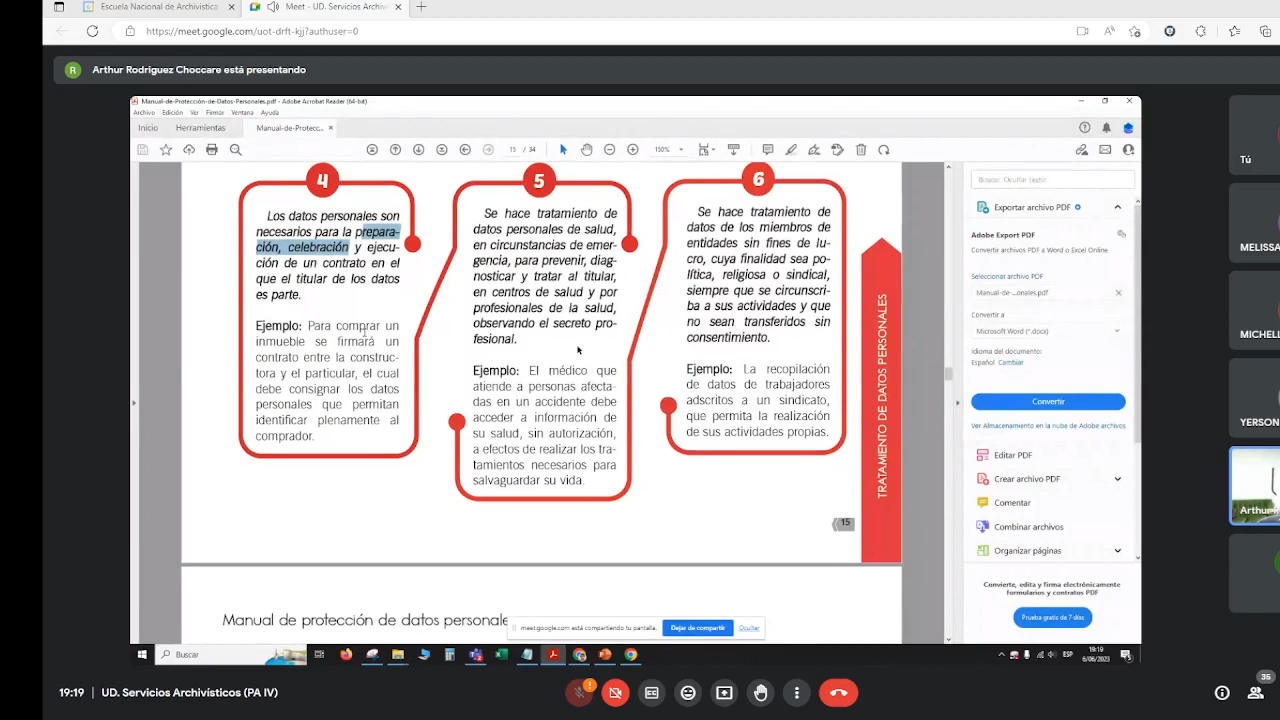 Escuela Nacional de Archivística
Meet - UD. Servicios Archiv
https://meet.google.com/uot-drft-kjj?authuser=0
R
Arthur Rodriguez Choccare está presentando
Manual-de-Protección-de-Datos-Personales.pdf - Adobe Acrobat Reader (64-bit)
Archivo Edición Ver Firmar Ventana Ayuda
Inicio Herramientas Manual-de-Protecc...
15 / 34
150%
4
Los datos personales son
necesarios para la prepara-
ción, celebración y ejecu-
ción de un contrato en el
que el titular de los datos
es parte.
Ejemplo: Para comprar un
inmueble se firmará un
contrato entre la construc-
tora y el particular, el cual
debe consignar los datos
personales que permitan
identificar plenamente al
comprador.
5
Se hace tratamiento de
datos personales de salud,
en circunstancias de emer-
gencia, para prevenir, diag-
nosticar y tratar al titular,
en centros de salud y por
profesionales de la salud,
observando el secreto pro-
fesional.
Ejemplo: El médico que
atiende a personas afecta-
das en un accidente debe
acceder a información de
su salud, sin autorización,
a efectos de realizar los tra-
tamientos necesarios para
salvaguardar su vida.
6
Se hace tratamiento de
datos de los miembros de
entidades sin fines de lu-
cro, cuya finalidad sea po-
lítica, religiosa o sindical,
siempre que se circunscri-
ba a sus actividades y que
no sean transferidos sin
consentimiento.
Ejemplo: La recopilación
de datos de trabajadores
adscritos a un sindicato,
que permita la realización
de sus actividades propias.
TRATAMIENTO DE DATOS PERSONALES
15
Manual de protección de datos personale
Buscar: Ocultar texto
Exportar archivo PDF
Adobe Export PDF
Convertir archivos PDF a Word o Excel Online
Seleccionar archivo PDF
Manual-de-...onales.pdf
Convertir a
Microsoft Word (*.docx)
Idioma del documento:
Español Cambiar
Convertir
Ver Almacenamiento en la nube de Adobe archivos
Editar PDF
Crear archivo PDF
Comentar
Combinar archivos
Organizar páginas
Convierte, edita y firma electrónicamente
formularios y contratos PDF
Prueba gratis de 7 días
meet.google.com está compartiendo tu pantalla.
Dejar de compartir
Ocultar
Buscar
ESP
19:19
6/06/2023
Tú
MELISSA
MICHELL
YERSON
Arthur
19:19 | UD. Servicios Archivísticos (PA IV)
35